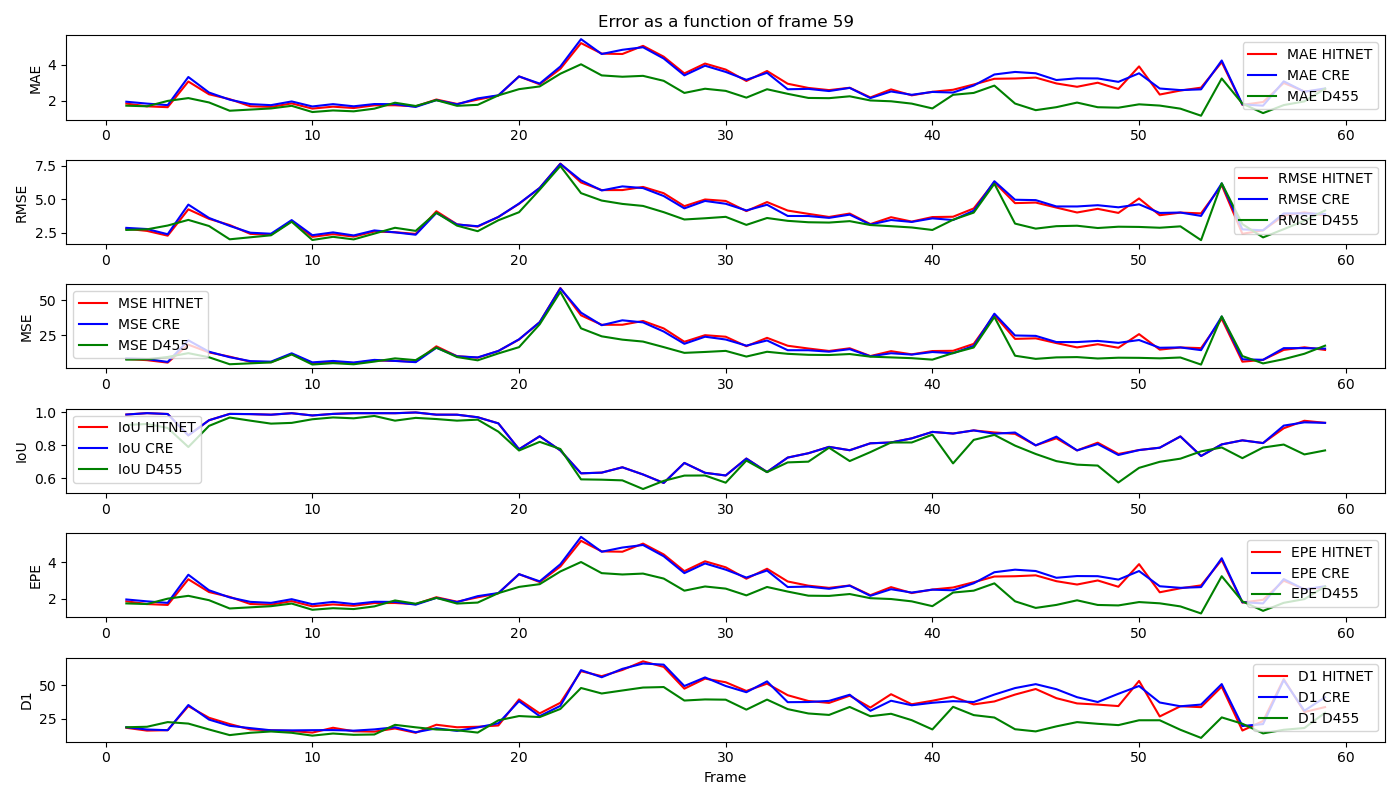 Error as a function of frame 59
MAE
4
2
MAE HITNET
MAE CRE
MAE D455
0 10 20 30 40 50 60
RMSE
7.5
5.0
2.5
RMSE HITNET
RMSE CRE
RMSE D455
0 10 20 30 40 50 60
MSE
50
25
MSE HITNET
MSE CRE
MSE D455
0 10 20 30 40 50 60
IoU
1.0
0.8
0.6
IoU HITNET
IoU CRE
IoU D455
0 10 20 30 40 50 60
EPE
4
2
EPE HITNET
EPE CRE
EPE D455
0 10 20 30 40 50 60
D1
50
25
D1 HITNET
D1 CRE
D1 D455
0 10 20 30 40 50 60
Frame